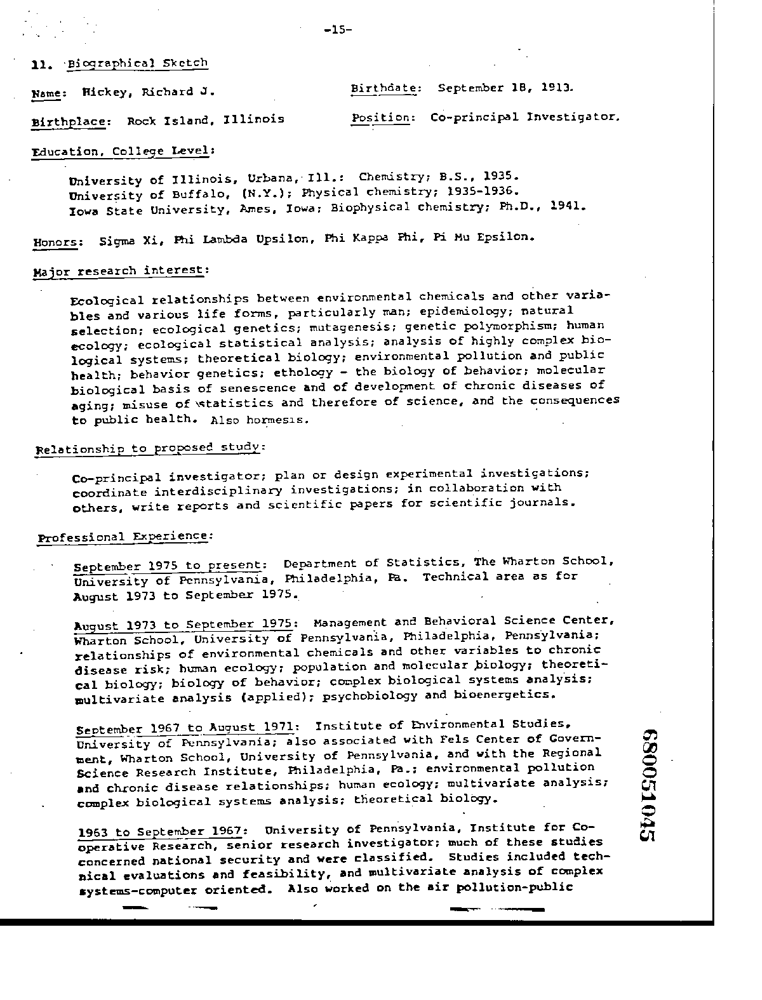 -15-
11. Biographical Sketch
Name: Hickey, Richard J. Birthdate: September 18, 1913.
Birthplace: Rock Island, Illinois Position: Co-principal Investigator.
Education, College Level:
University of Illinois, Urbana, Ill.: Chemistry; B.S., 1935.
University of Buffalo, (N.Y.); Physical chemistry; 1935-1936.
Iowa State University, Ames, Iowa; Biophysical chemistry; Ph.D., 1941.
Honors: Sigma Xi, Phi Lambda Upsilon, Phi Kappa Phi, Pi Mu Epsilon.
Major research interest:
Ecological relationships between environmental chemicals and other varia-
bles and various life forms, particularly man; epidemiology; natural
selection; ecological genetics; mutagenesis; genetic polymorphism; human
ecology; ecological statistical analysis; analysis of highly complex bio-
logical systems; theoretical biology; environmental pollution and public
health; behavior genetics; ethology - the biology of behavior; molecular
biological basis of senescence and of development of chronic diseases of
aging; misuse of statistics and therefore of science, and the consequences
to public health. Also hormesis.
Relationship to proposed study:
Co-principal investigator; plan or design experimental investigations;
coordinate interdisciplinary investigations; in collaboration with
others, write reports and scientific papers for scientific journals.
Professional Experience:
September 1975 to present: Department of Statistics, The Wharton School,
University of Pennsylvania, Philadelphia, Pa. Technical area as for
August 1973 to September 1975.
August 1973 to September 1975: Management and Behavioral Science Center,
Wharton School, University of Pennsylvania, Philadelphia, Pennsylvania;
relationships of environmental chemicals and other variables to chronic
disease risk; human ecology; population and molecular biology; theoreti-
cal biology; biology of behavior; complex biological systems analysis;
multivariate analysis (applied); psychobiology and bioenergetics.
September 1967 to August 1971: Institute of Environmental Studies,
University of Pennsylvania; also associated with Fels Center of Govern-
ment, Wharton School, University of Pennsylvania, and with the Regional
Science Research Institute, Philadelphia, Pa.; environmental pollution
and chronic disease relationships; human ecology; multivariate analysis;
complex biological systems analysis; theoretical biology.
1963 to September 1967: University of Pennsylvania, Institute for Co-
operative Research, senior research investigator; much of these studies
concerned national security and were classified. Studies included tech-
nical evaluations and feasibility, and multivariate analysis of complex
systems-computer oriented. Also worked on the air pollution-public
680051045